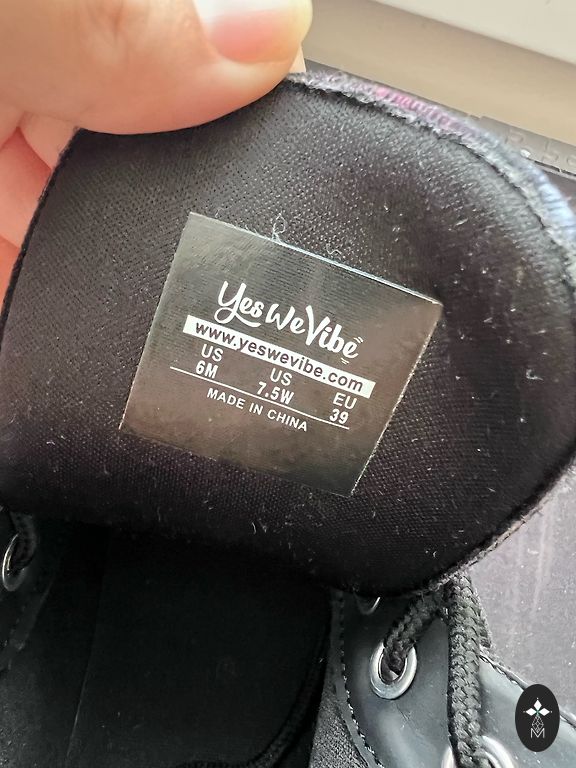 Yes We Vibe
www.yeswevibe.com
US US EU
6M 7.5W 39
MADE IN CHINA
M